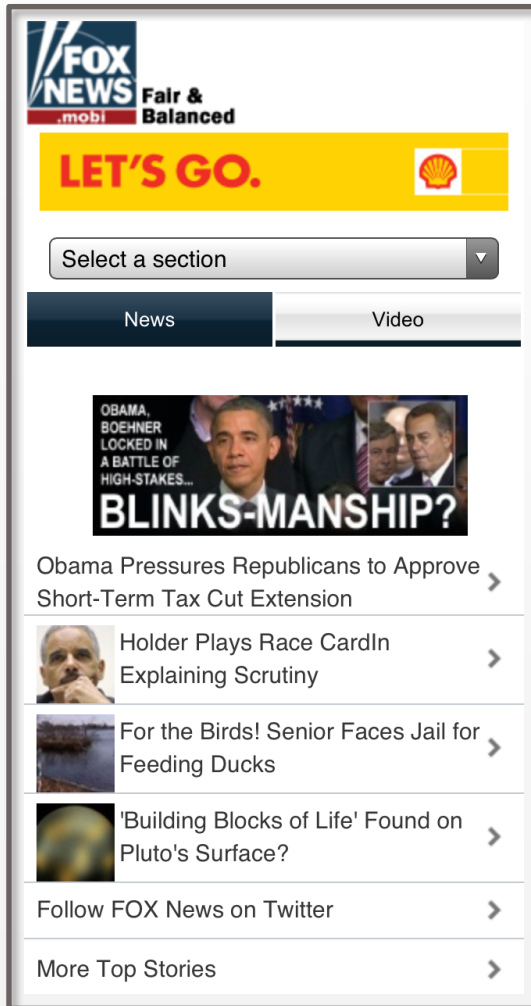 FOX
NEWS
.mobi
Fair &
Balanced
LET'S GO.
Select a section
News
Video
OBAMA,
BOEHNER
LOCKED IN
A BATTLE OF
HIGH-STAKES...
BLINKS-MANSHIP?
Obama Pressures Republicans to Approve
Short-Term Tax Cut Extension
Holder Plays Race CardIn
Explaining Scrutiny
For the Birds! Senior Faces Jail for
Feeding Ducks
'Building Blocks of Life' Found on
Pluto's Surface?
Follow FOX News on Twitter
More Top Stories